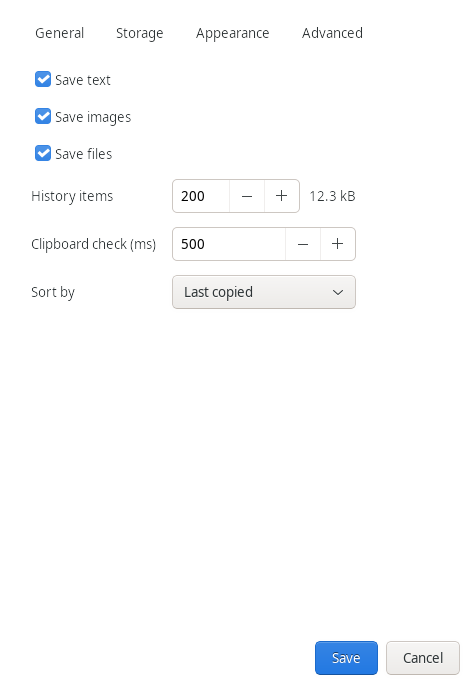 General Storage Appearance Advanced
Save text
Save images
Save files
History items 200 12.3 kB
Clipboard check (ms) 500
Sort by Last copied
Save Cancel